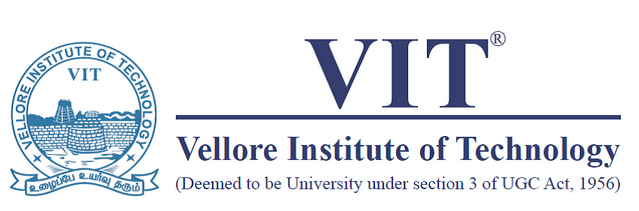 VELLORE INSTITUTE OF TECHNOLOGY
VIT
உழைப்பே உயர்வு தரும்
VIT®
Vellore Institute of Technology
(Deemed to be University under section 3 of UGC Act, 1956)